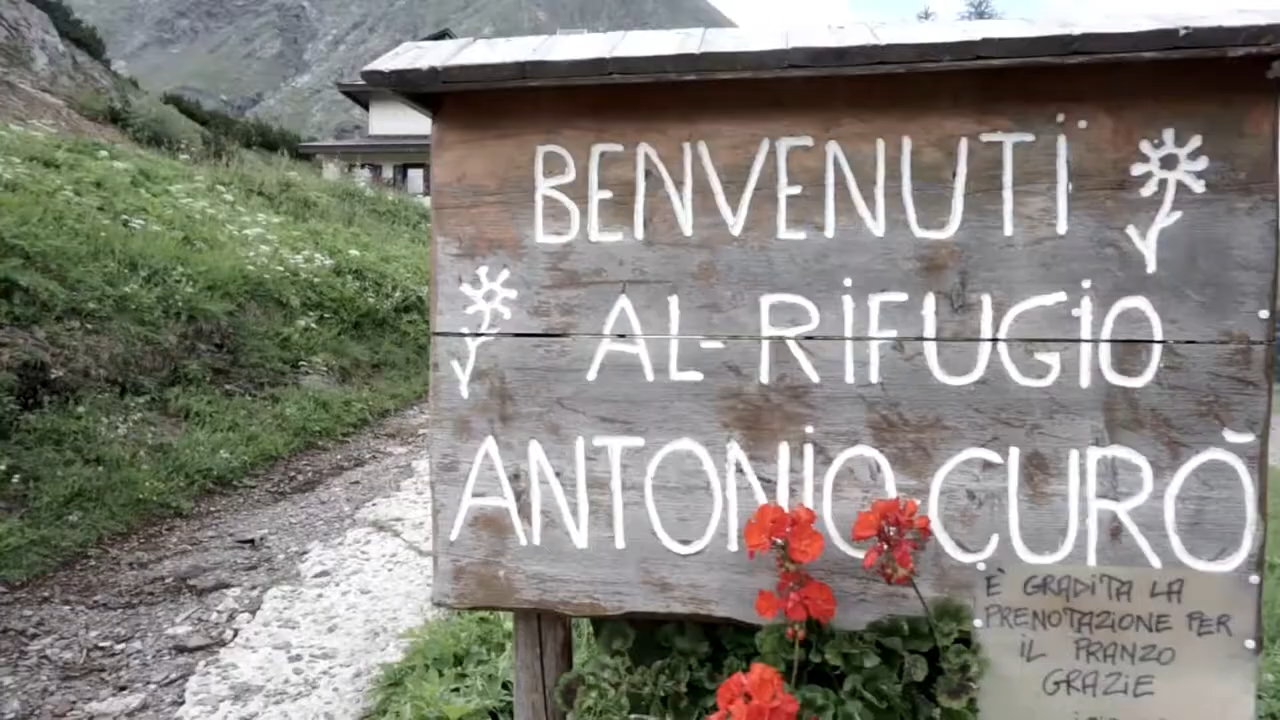 BENVENUTI
AL-RIFUGIO
ANTONIO CURÒ
È GRADITA LA
PRENOTAZIONE PER
IL PRANZO
GRAZIE